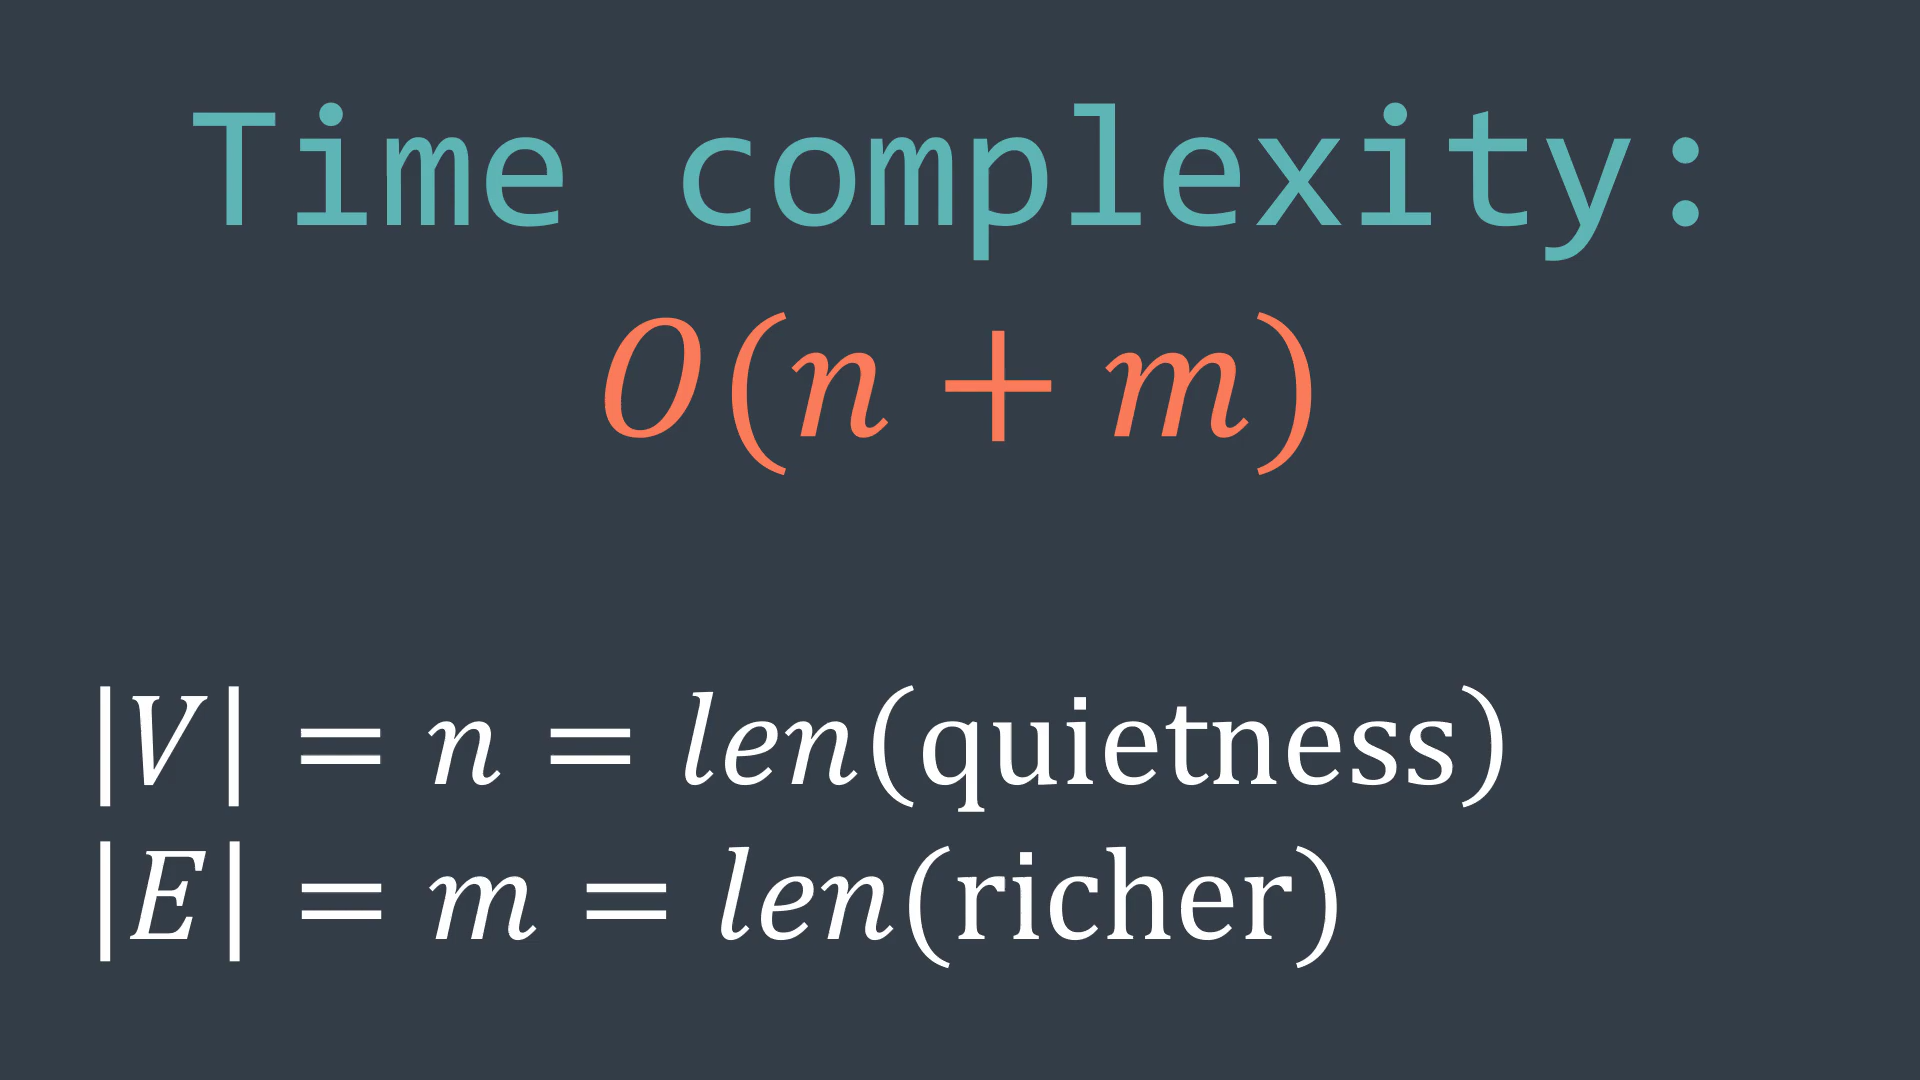 Time complexity:
O(n + m)
|V| = n = len(quietness)
|E| = m = len(richer)